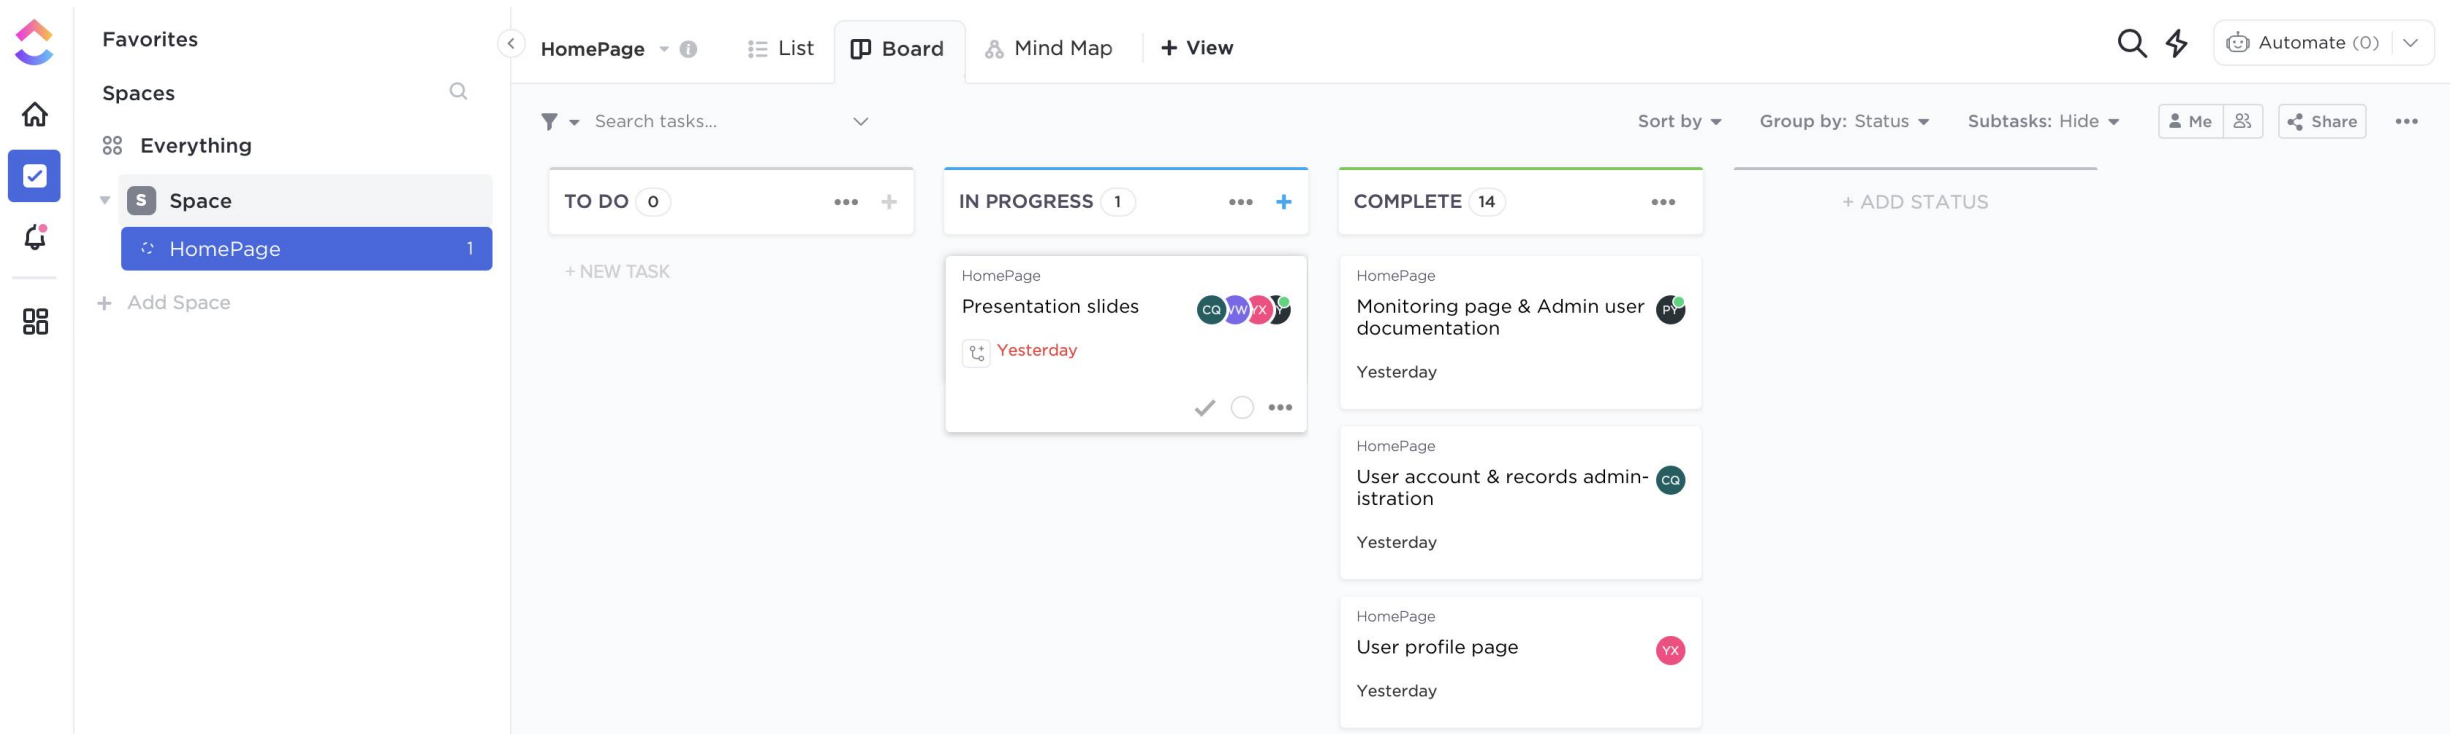 Favorites
Spaces
Everything
S Space
HomePage 1
+ Add Space
HomePage
List
Board
Mind Map
+ View
Automate (0)
Search tasks...
Sort by
Group by: Status
Subtasks: Hide
Me
Share
TO DO 0
+ NEW TASK
IN PROGRESS 1
HomePage
Presentation slides
CQ VW YX
Yesterday
COMPLETE 14
HomePage
Monitoring page & Admin user
documentation
PY
Yesterday
HomePage
User account & records admin-
istration
CQ
Yesterday
HomePage
User profile page
YX
Yesterday
+ ADD STATUS